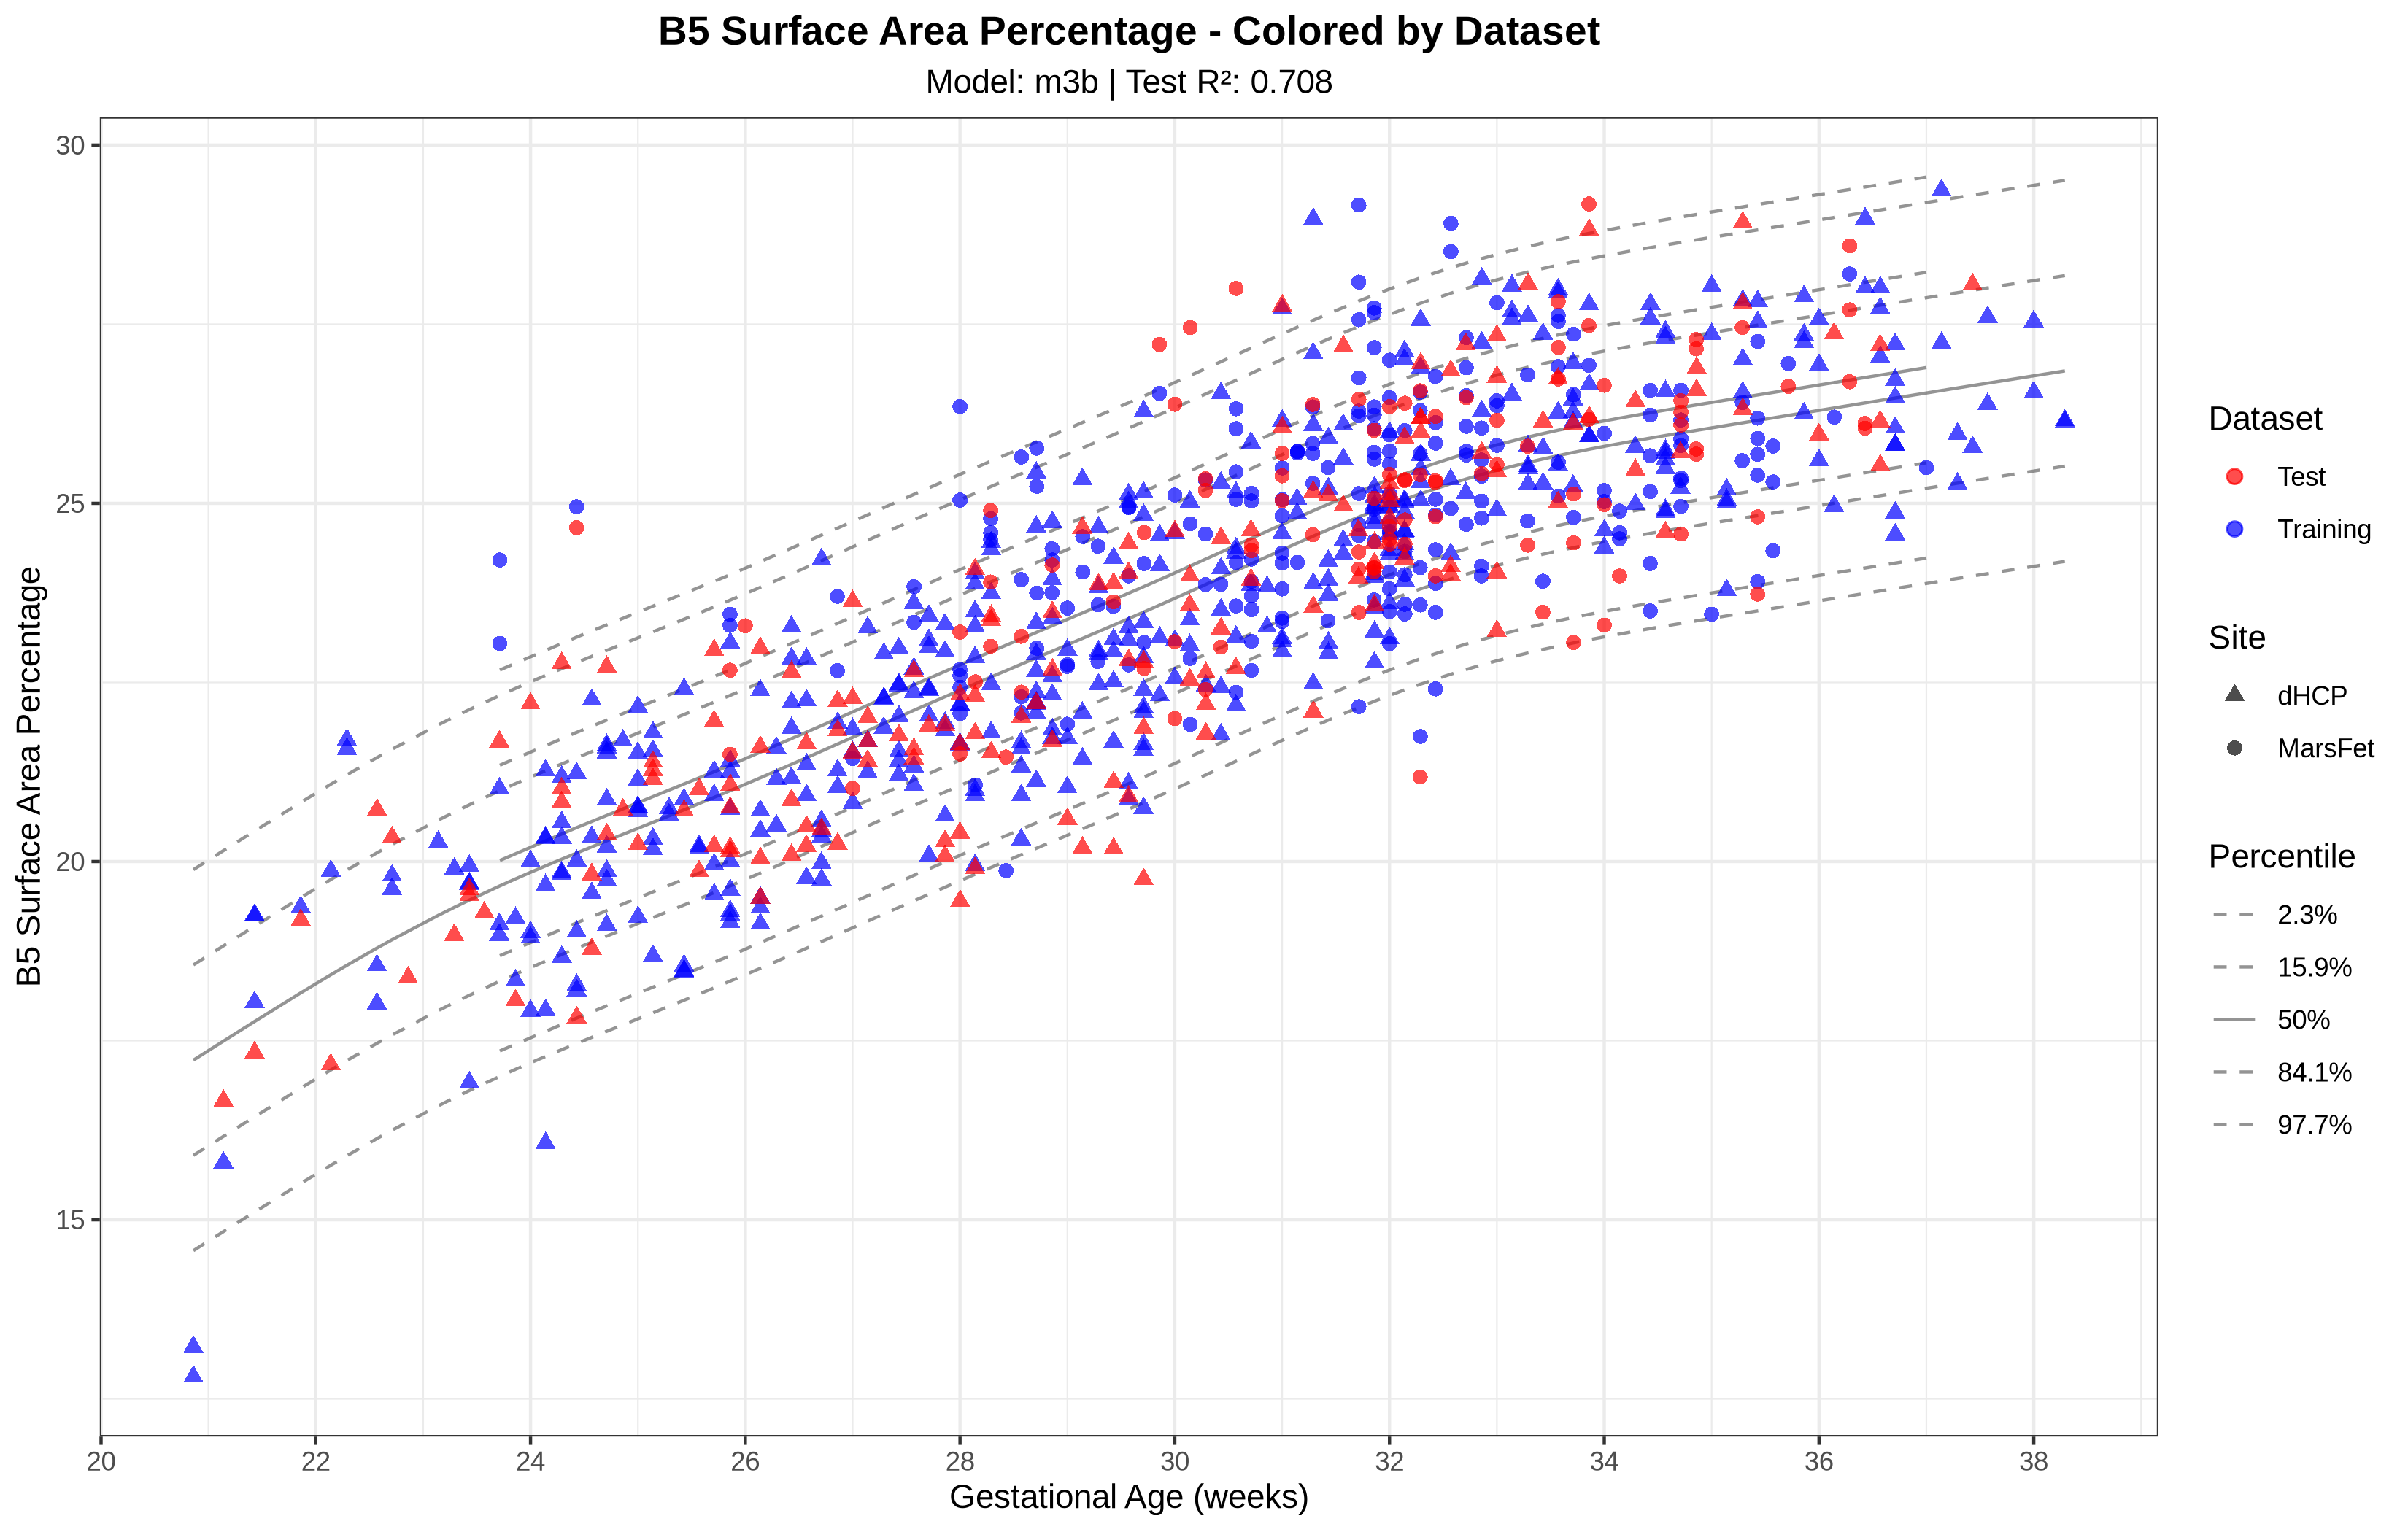 B5 Surface Area Percentage - Colored by Dataset
Model: m3b | Test R²: 0.708
B5 Surface Area Percentage
30
25
20
15
20 22 24 26 28 30 32 34 36 38
Gestational Age (weeks)
Dataset
Test
Training
Site
dHCP
MarsFet
Percentile
2.3%
15.9%
50%
84.1%
97.7%